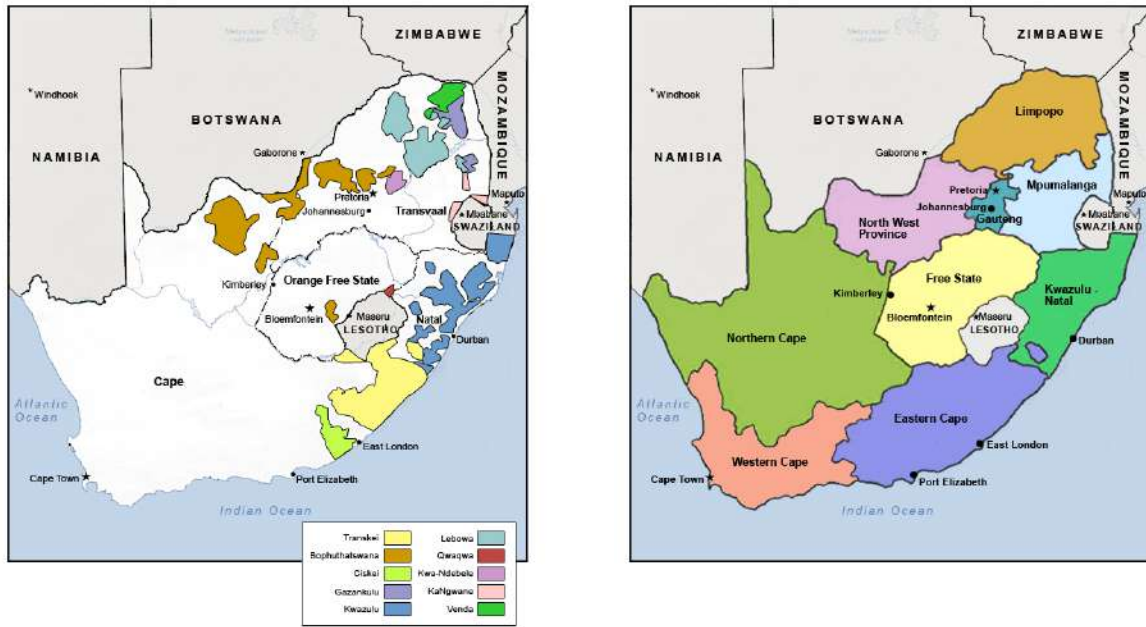 ZIMBABWE
Windhoek
BOTSWANA
MOZAMBIQUE
NAMIBIA
Gaborone
Pretoria
Johannesburg
Transvaal
Maputo
Mbabane
SWAZILAND
Orange Free State
Kimberley
Bloemfontein
Maseru
LESOTHO
Natal
Durban
Cape
Atlantic
Ocean
East London
Cape Town
Port Elizabeth
Indian Ocean
Transkei
Bophuthatswana
Ciskei
Gazankulu
Kwazulu
Lebowa
Qwaqwa
Kwa-Ndebele
KaNgwane
Venda
ZIMBABWE
Windhoek
BOTSWANA
MOZAMBIQUE
NAMIBIA
Limpopo
Gaborone
Pretoria
Mpumalanga
Johannesburg
Gauteng
Maputo
Mbabane
SWAZILAND
North West
Province
Free State
Kwazulu -
Natal
Kimberley
Bloemfontein
Maseru
LESOTHO
Durban
Northern Cape
Atlantic
Ocean
Eastern Cape
East London
Western Cape
Cape Town
Port Elizabeth
Indian Ocean